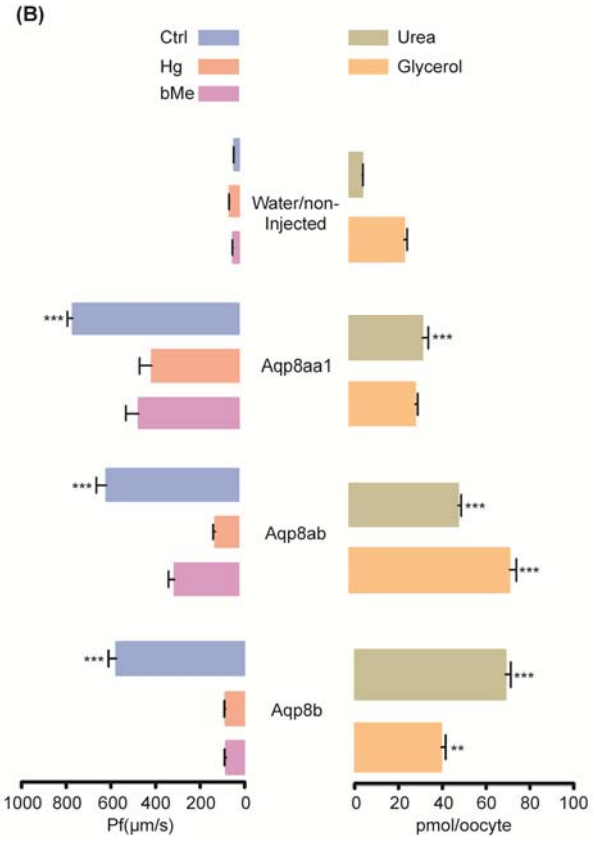 (B)
Ctrl
Urea
Hg
Glycerol
bMe
Water/non-
Injected
***
Aqp8aa1
***
***
Aqp8ab
***
***
***
Aqp8b
***
**
1000 800 600 400 200 0
0 20 40 60 80 100
Pf(µm/s)
pmol/oocyte